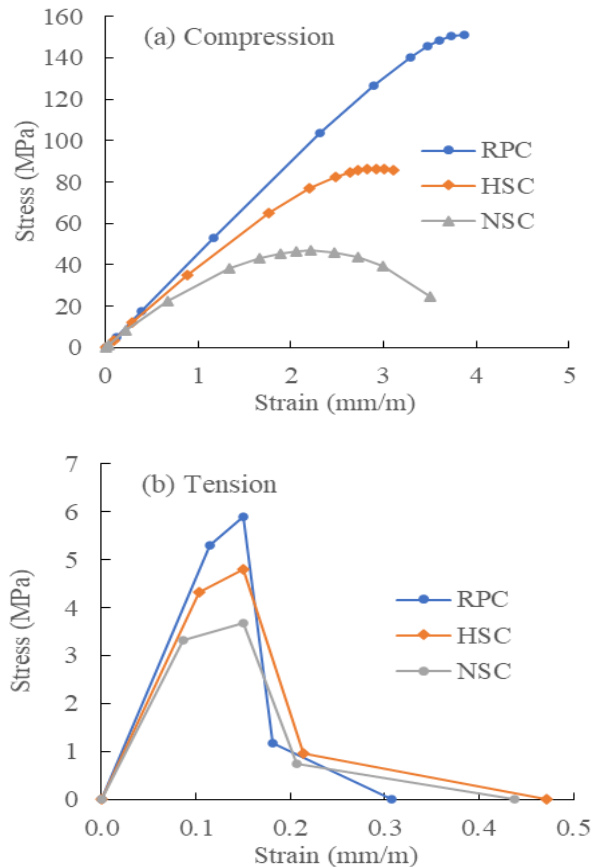 160
(a) Compression
140
120
100
80
60
40
20
0
Stress (MPa)
RPC
HSC
NSC
0 1 2 3 4 5
Strain (mm/m)
7
(b) Tension
6
5
4
3
2
1
0
Stress (MPa)
RPC
HSC
NSC
0.0 0.1 0.2 0.3 0.4 0.5
Strain (mm/m)